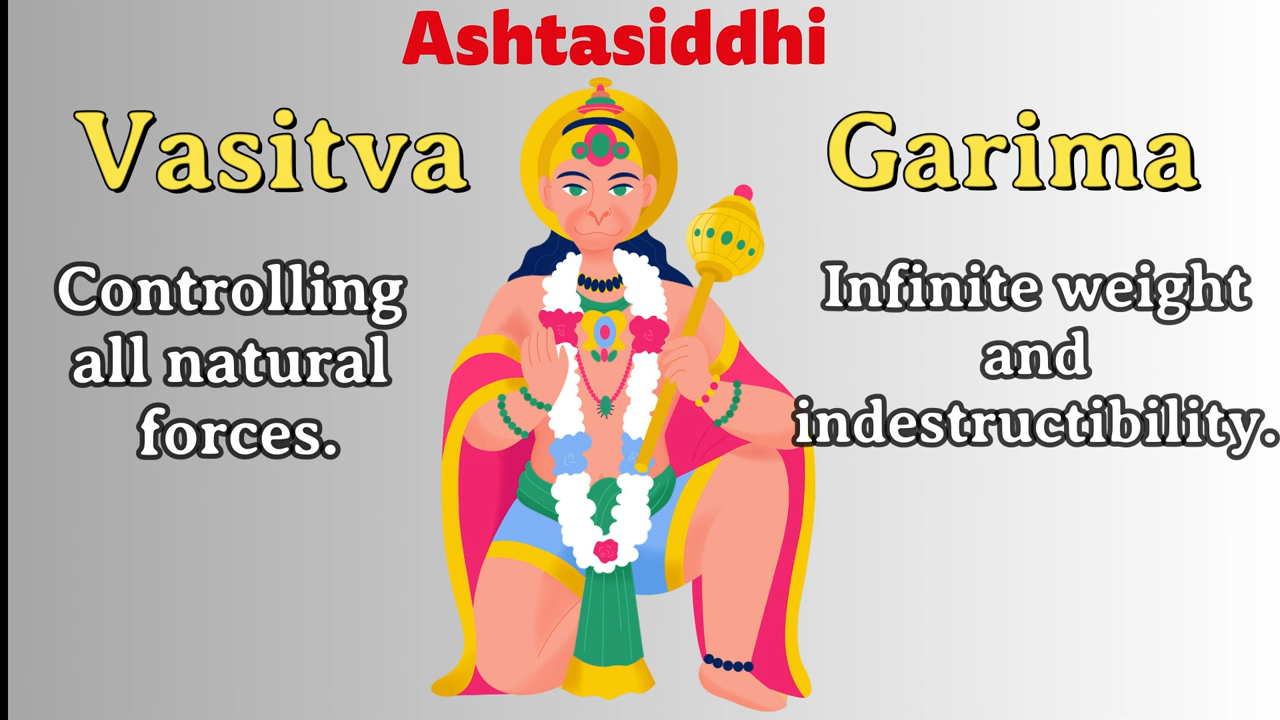 Ashtasiddhi
Vasitva
Controlling
all natural
forces.
Garima
Infinite weight
and
indestructibility.